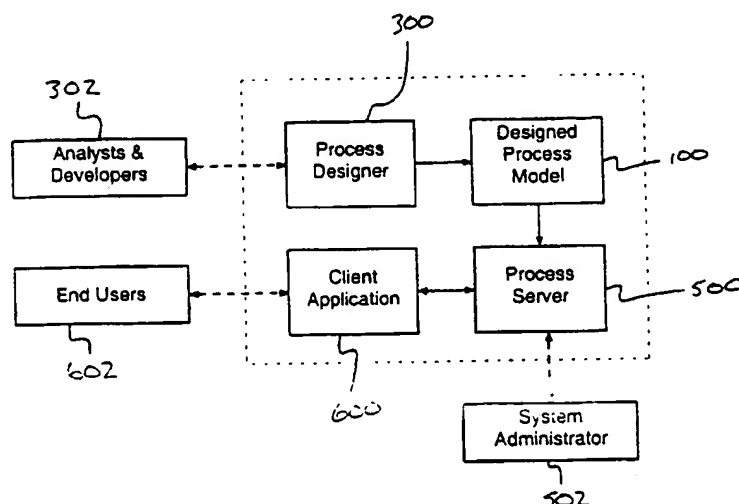 300
302
Analysts &
Developers
Process
Designer
Designed
Process
Model
100
End Users
602
Client
Application
600
Process
Server
500
System
Administrator
502